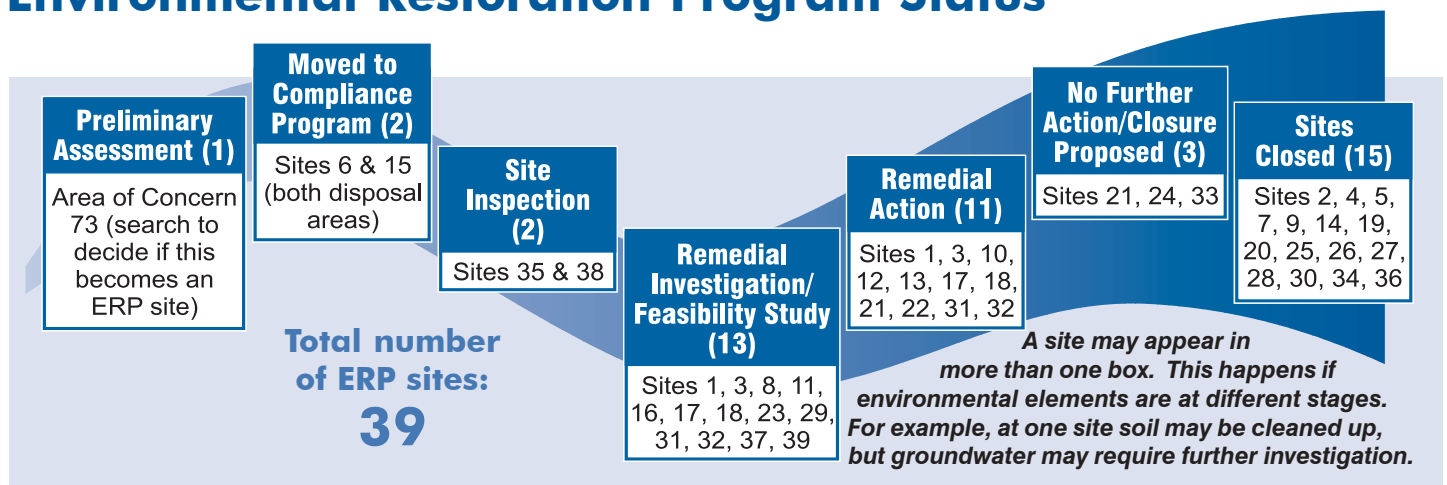 Environmental Restoration Program Status
Preliminary
Assessment (1)
Area of Concern
73 (search to
decide if this
becomes an
ERP site)
Moved to
Compliance
Program (2)
Sites 6 & 15
(both disposal
areas)
Site
Inspection
(2)
Sites 35 & 38
Remedial
Investigation/
Feasibility Study
(13)
Sites 1, 3, 8, 11,
16, 17, 18, 23, 29,
31, 32, 37, 39
Remedial
Action (11)
Sites 1, 3, 10,
12, 13, 17, 18,
21, 22, 31, 32
No Further
Action/Closure
Proposed (3)
Sites 21, 24, 33
Sites
Closed (15)
Sites 2, 4, 5,
7, 9, 14, 19,
20, 25, 26, 27,
28, 30, 34, 36
Total number
of ERP sites:
39
A site may appear in
more than one box.  This happens if
environmental elements are at different stages.
For example, at one site soil may be cleaned up,
but groundwater may require further investigation.